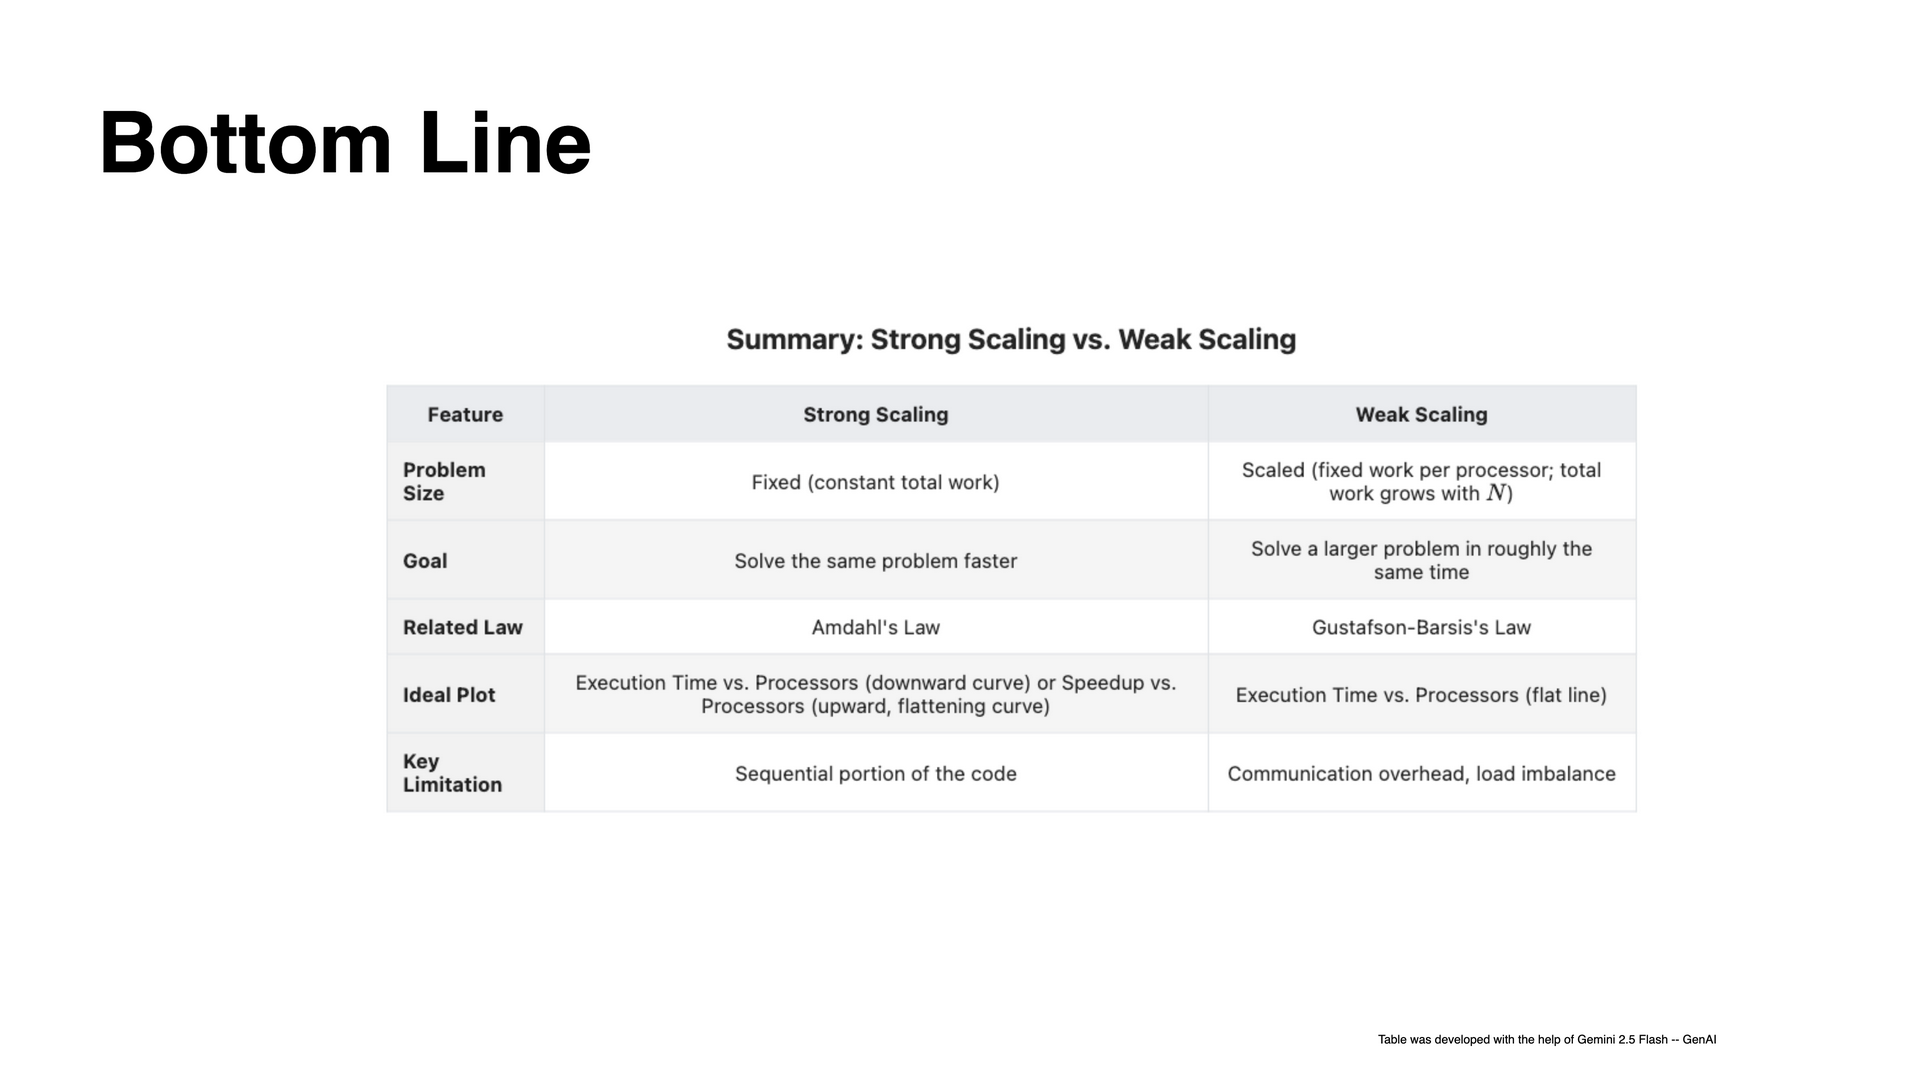 Bottom Line
Summary: Strong Scaling vs. Weak Scaling
Feature
Strong Scaling
Weak Scaling
Problem
Size
Fixed (constant total work)
Scaled (fixed work per processor; total
work grows with N)
Goal
Solve the same problem faster
Solve a larger problem in roughly the
same time
Related Law
Amdahl's Law
Gustafson-Barsis's Law
Ideal Plot
Execution Time vs. Processors (downward curve) or Speedup vs.
Processors (upward, flattening curve)
Execution Time vs. Processors (flat line)
Key
Limitation
Sequential portion of the code
Communication overhead, load imbalance
Table was developed with the help of Gemini 2.5 Flash -- GenAI